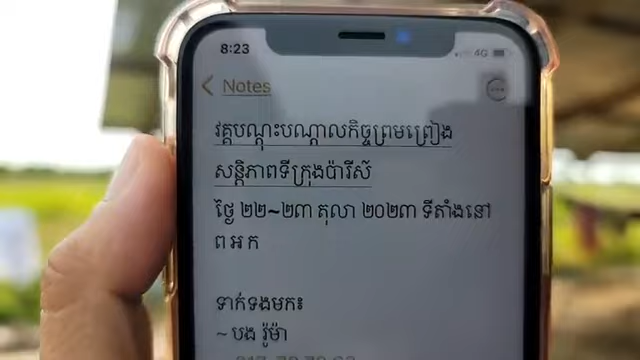 8:23
4G
Notes
វគ្គបណ្ដុះបណ្ដាលកិច្ចព្រមព្រៀង
សន្តិភាពទីក្រុងប៉ារីស៍
ថ្ងៃ ២២~២៣ តុលា ២០២៣ ទីតាំងនៅ
ព អ ក
ទាក់ទងមក៖
~ បង រ៉ូម៉ា